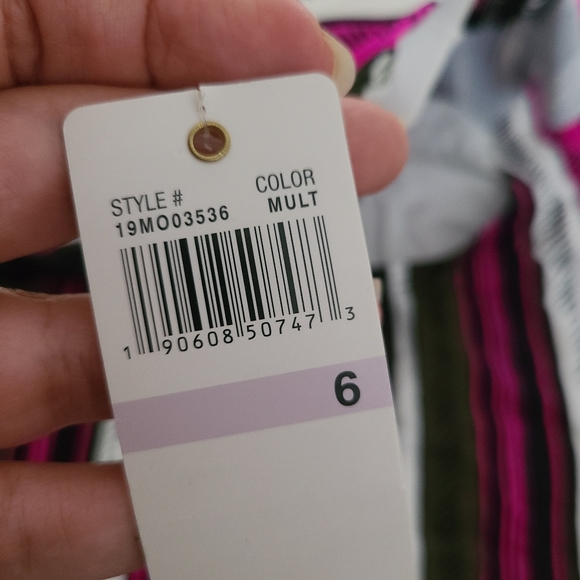 STYLE #
19MO03536
COLOR
MULT
1 90608 50747 3
6